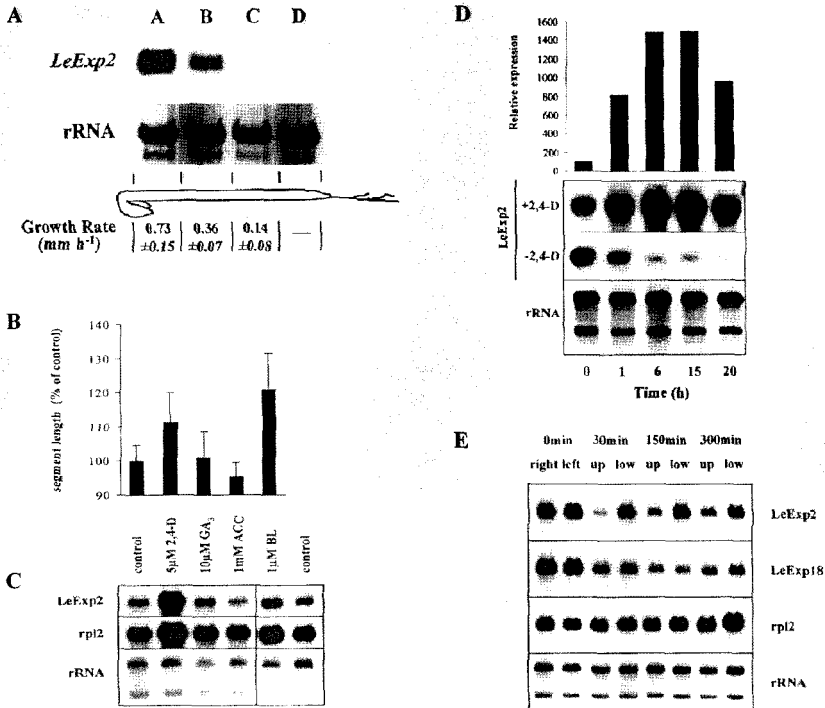 A
A B C D
LeExp2
rRNA
Growth Rate
(mm h⁻¹)
0.73 0.36 0.14 —
±0.15 ±0.07 ±0.08
B
segment length (% of control)
140
130
120
110
100
90
control 5µM 2,4-D 10µM GA₃ 1mM ACC 1µM BL control
C
LeExp2
rpl2
rRNA
D
Relative expression
1600
1400
1200
1000
800
600
400
200
0
LeExp2
+2,4-D
-2,4-D
rRNA
0 1 6 15 20
Time (h)
E
0min 30min 150min 300min
right left up low up low up low
LeExp2
LeExp18
rpl2
rRNA